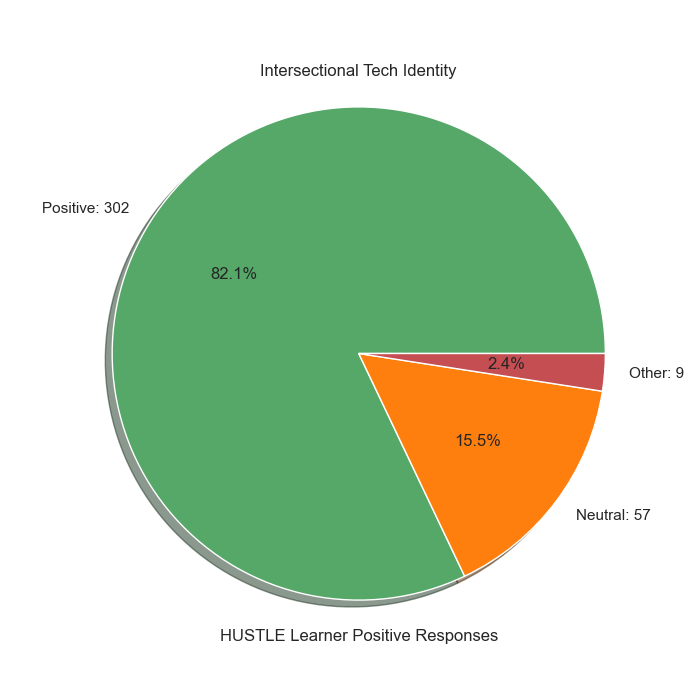 Intersectional Tech Identity
Positive: 302
82.1%
2.4%
Other: 9
15.5%
Neutral: 57
HUSTLE Learner Positive Responses